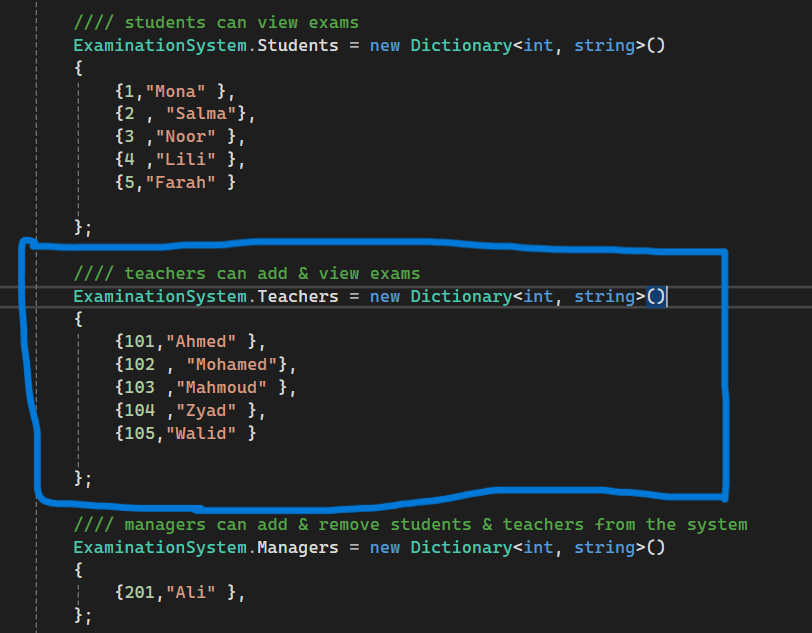 //// students can view exams
ExaminationSystem.Students = new Dictionary<int, string>()
{
{1,"Mona" },
{2 , "Salma"},
{3 ,"Noor" },
{4 ,"Lili" },
{5,"Farah" }
};
//// teachers can add & view exams
ExaminationSystem.Teachers = new Dictionary<int, string>()
{
{101,"Ahmed" },
{102 , "Mohamed"},
{103 ,"Mahmoud" },
{104 ,"Zyad" },
{105,"Walid" }
};
//// managers can add & remove students & teachers from the system
ExaminationSystem.Managers = new Dictionary<int, string>()
{
{201,"Ali" },
};